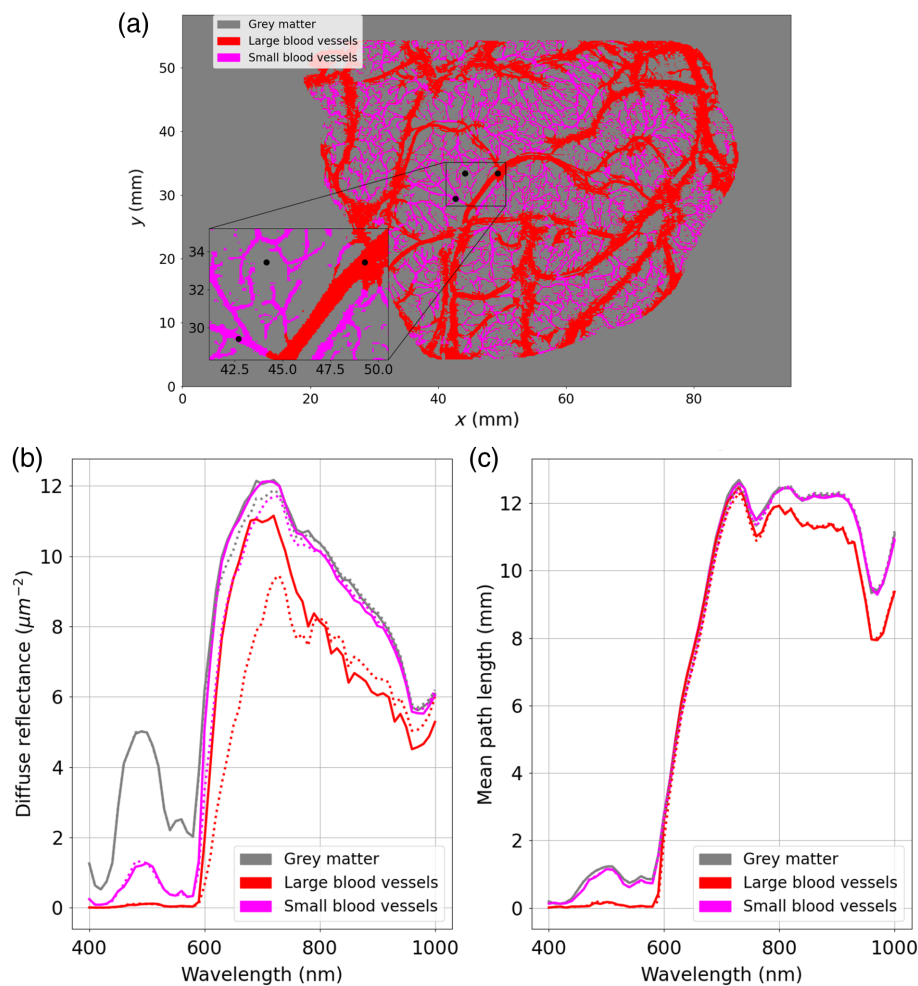 (a)
Grey matter
Large blood vessels
Small blood vessels
60
50
40
30
20
10
0
y (mm)
34
32
30
42.5 45.0 47.5 50.0
0 20 40 60 80
x (mm)
(b)
12
10
8
6
4
2
0
Diffuse reflectance (μm⁻²)
Grey matter
Large blood vessels
Small blood vessels
400 600 800 1000
Wavelength (nm)
(c)
12
10
8
6
4
2
0
Mean path length (mm)
Grey matter
Large blood vessels
Small blood vessels
400 600 800 1000
Wavelength (nm)